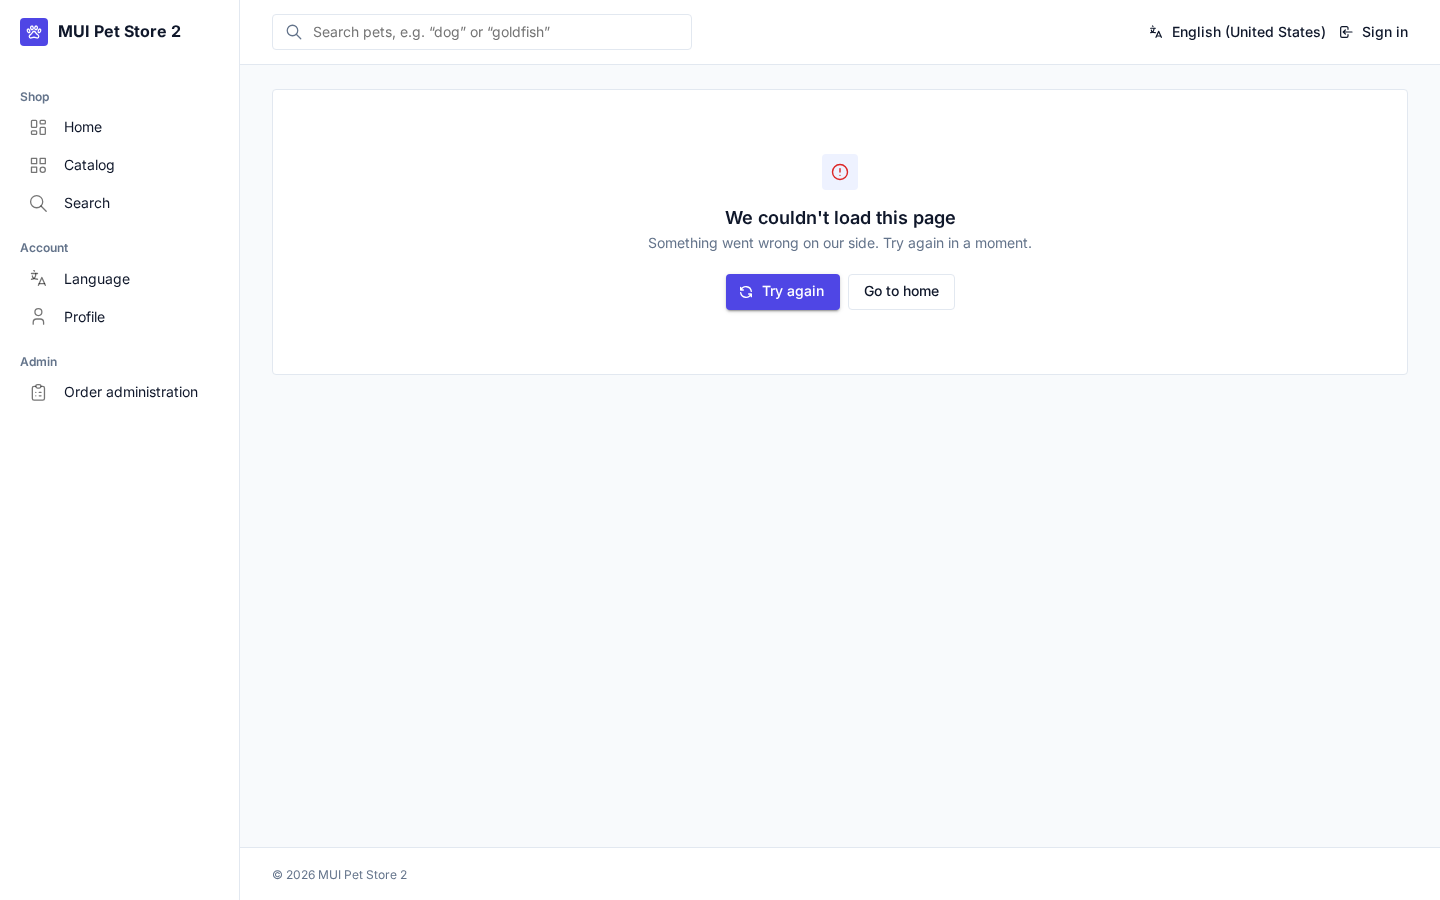 MUI Pet Store 2
Search pets, e.g. “dog” or “goldfish”
English (United States)
Sign in
Shop
Home
Catalog
Search
Account
Language
Profile
Admin
Order administration
We couldn't load this page
Something went wrong on our side. Try again in a moment.
Try again
Go to home
© 2026 MUI Pet Store 2